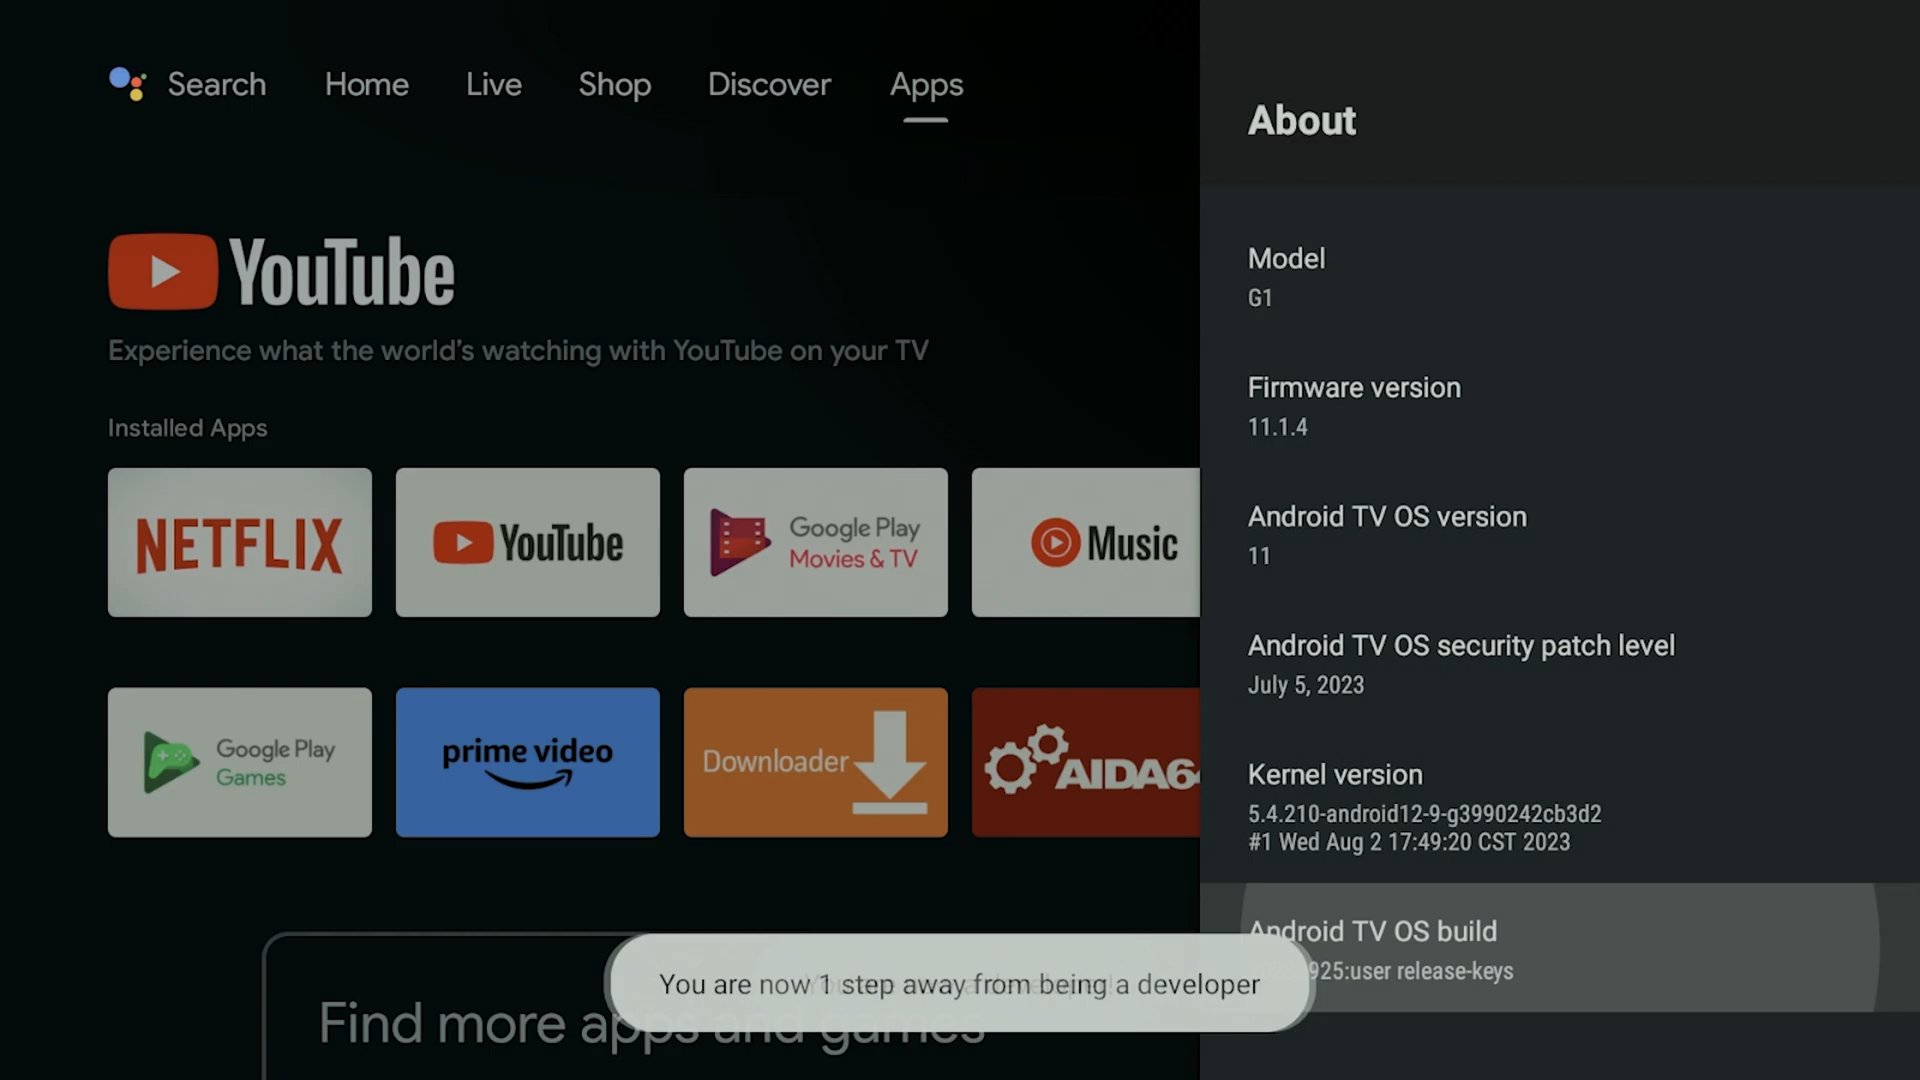 Search Home Live Shop Discover Apps
YouTube
Experience what the world's watching with YouTube on your TV
Installed Apps
NETFLIX
YouTube
Google Play
Movies & TV
Music
Google Play
Games
prime video
Downloader
AIDA64
Find more apps and games
About
Model
G1
Firmware version
11.1.4
Android TV OS version
11
Android TV OS security patch level
July 5, 2023
Kernel version
5.4.210-android12-9-g3990242cb3d2
#1 Wed Aug 2 17:49:20 CST 2023
Android TV OS build
925:user release-keys
You are now 1 step away from being a developer